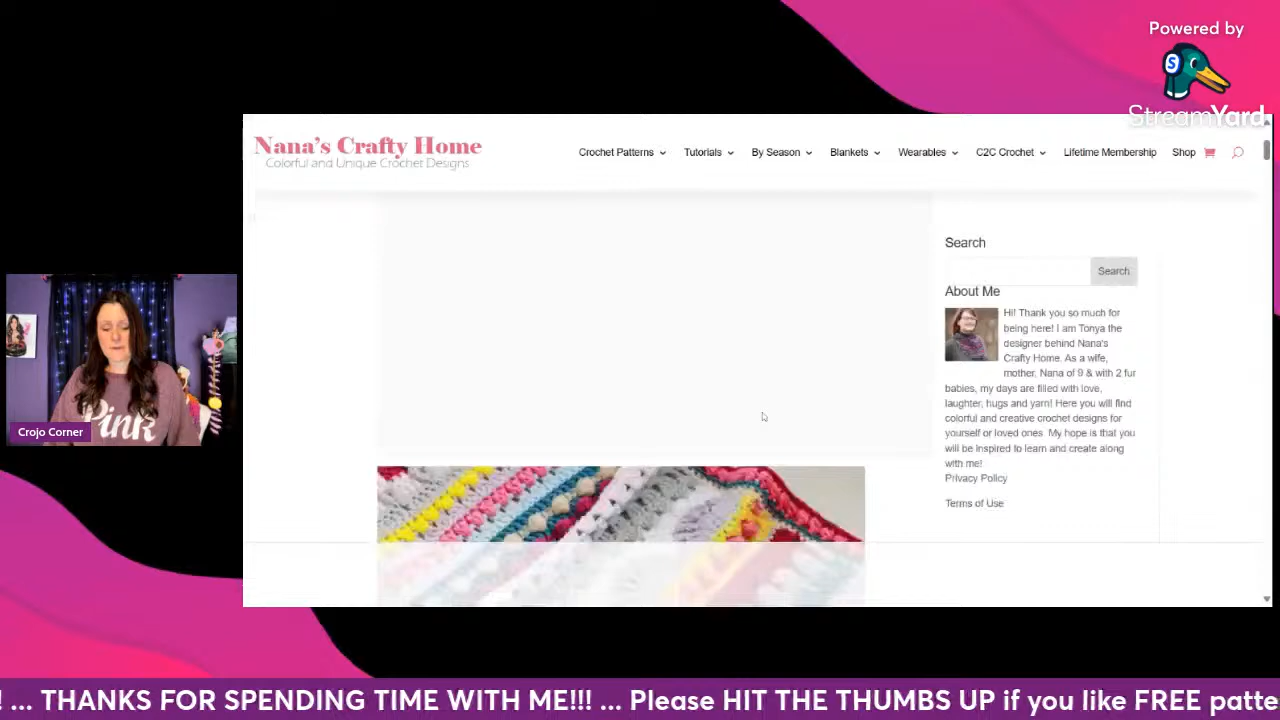 Powered by
StreamYard
Nana's Crafty Home
Colorful and Unique Crochet Designs
Crochet Patterns
Tutorials
By Season
Blankets
Wearables
C2C Crochet
Lifetime Membership
Shop
Search
Search
About Me
Hi! Thank you so much for
being here! I am Tonya the
designer behind Nana's
Crafty Home. As a wife,
mother, Nana of 9 & with 2 fur
babies, my days are filled with love,
laughter, hugs and yarn! Here you will find
colorful and creative crochet designs for
yourself or loved ones. My hope is that you
will be inspired to learn and create along
with me!
Privacy Policy
Terms of Use
Pink
Crojo Corner
! ... THANKS FOR SPENDING TIME WITH ME!!! ... Please HIT THE THUMBS UP if you like FREE patte